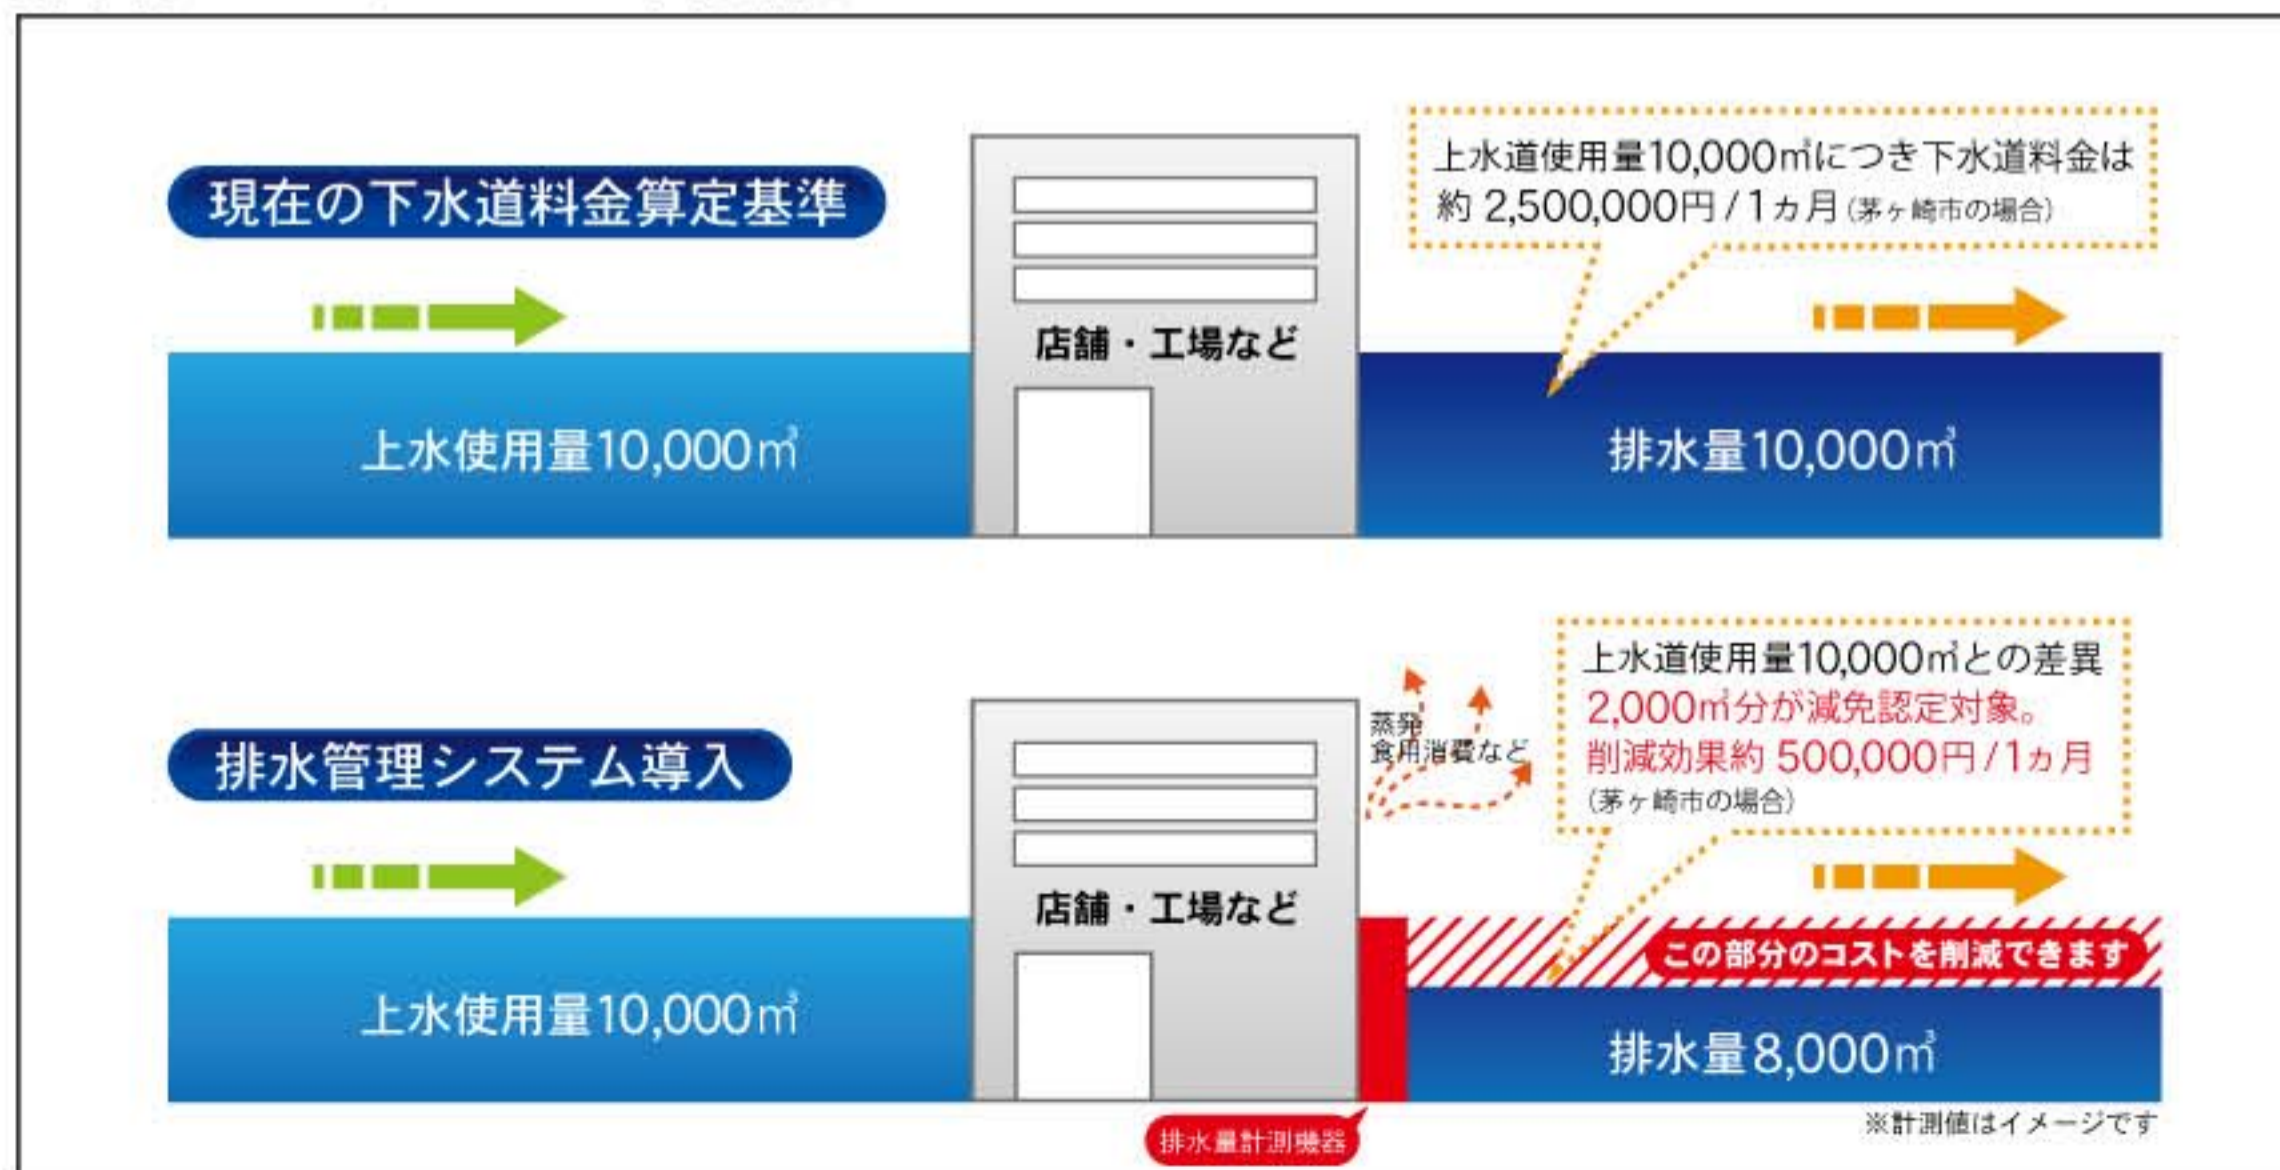 現在の下水道料金算定基準
上水道使用量10,000㎥につき下水道料金は
約 2,500,000円/1ヵ月(茅ヶ崎市の場合)
店舗・工場など
上水使用量10,000㎥
排水量10,000㎥
排水管理システム導入
蒸発
食用消費など
上水道使用量10,000㎥との差異
2,000㎥分が減免認定対象。
削減効果約 500,000円/1ヵ月
(茅ヶ崎市の場合)
店舗・工場など
この部分のコストを削減できます
上水使用量10,000㎥
排水量8,000㎥
排水量計測機器
※計測値はイメージです